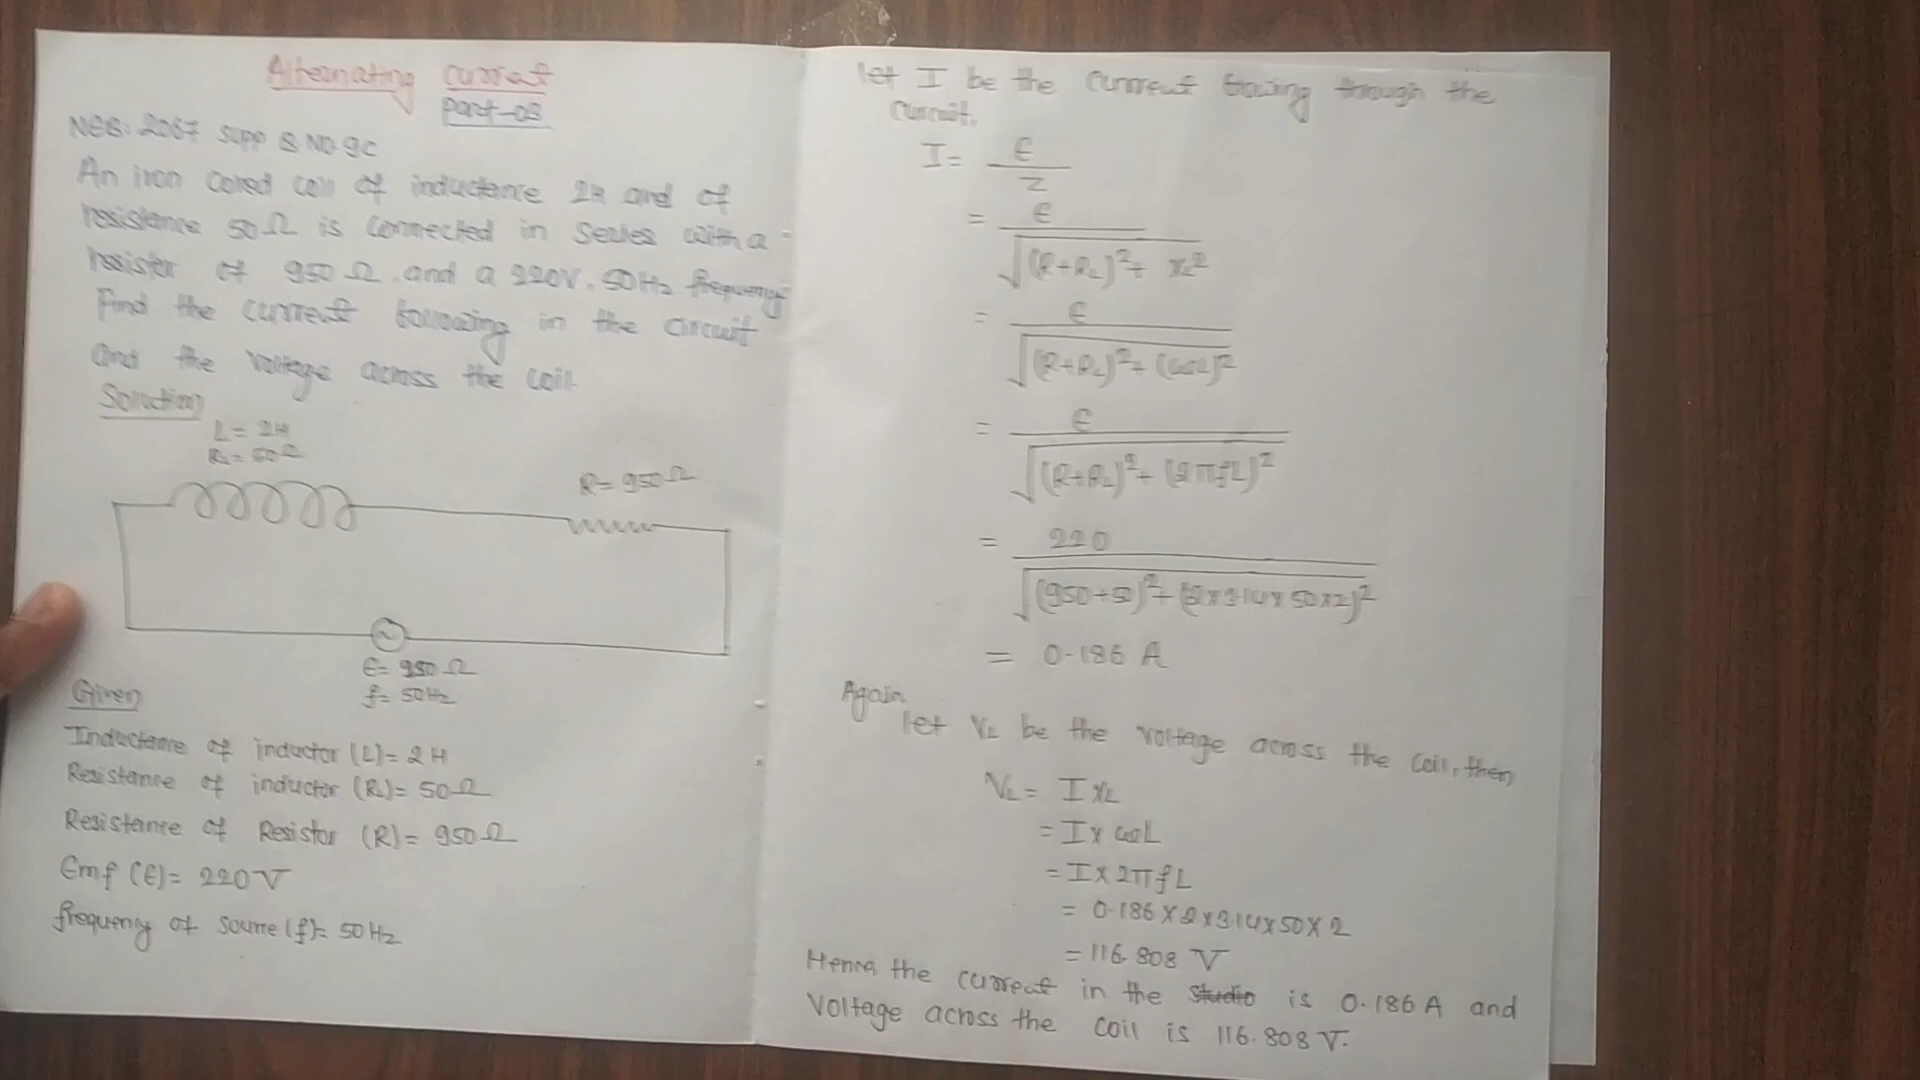 Alternating current
part-03
NEB: 2067 supp Q NO 9C
An iron cored coil of inductance 2H and of
resistance 50Ω is connected in series with a
resistor of 950 Ω and a 220V, 50Hz frequency
Find the current following in the circuit
and the voltage across the coil.
Solution
L = 2H
RL = 50Ω
R = 950Ω
E = 950 Ω
f = 50Hz
Given
Inductance of inductor (L) = 2 H
Resistance of inductor (RL) = 50Ω
Resistance of Resistor (R) = 950Ω
Emf (E) = 220V
frequency of source (f) = 50 Hz
let I be the current flowing through the
circuit,
I = E / Z
= E / √(R+RL)² + XL²
= E / √(R+RL)² + (ωL)²
= E / √(R+RL)² + (2πfL)²
= 220 / √(950+50)² + (2×3.14×50×2)²
= 0.186 A
Again,
let VL be the voltage across the coil, then
VL = I XL
= I × ωL
= I × 2πfL
= 0.186 × 2 × 3.14 × 50 × 2
= 116.808 V
Hence the current in the studio is 0.186 A and
Voltage across the coil is 116.808 V.